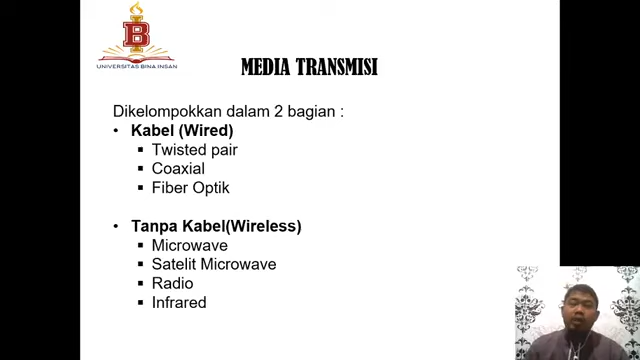 B
UNIVERSITAS BINA INSAN
MEDIA TRANSMISI
Dikelompokkan dalam 2 bagian :
• Kabel (Wired)
▪ Twisted pair
▪ Coaxial
▪ Fiber Optik
• Tanpa Kabel(Wireless)
▪ Microwave
▪ Satelit Microwave
▪ Radio
▪ Infrared